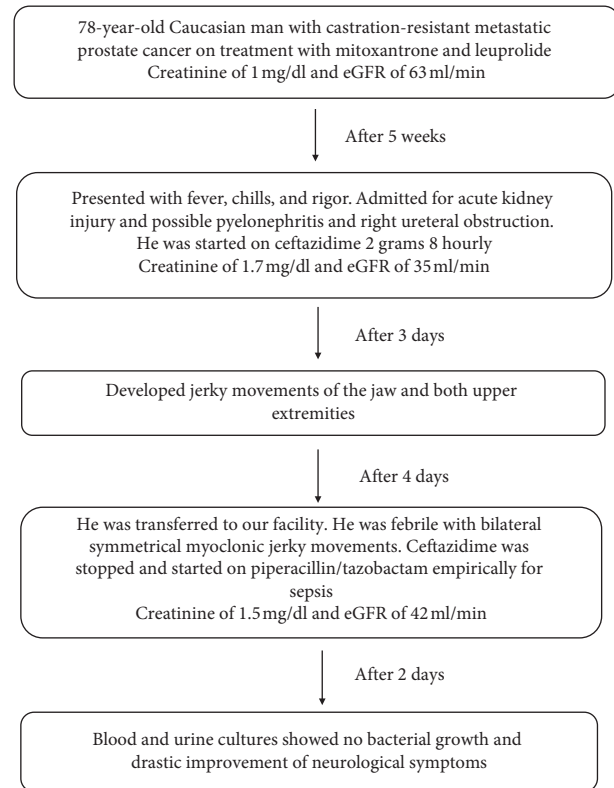 78-year-old Caucasian man with castration-resistant metastatic
prostate cancer on treatment with mitoxantrone and leuprolide
Creatinine of 1 mg/dl and eGFR of 63 ml/min
After 5 weeks
Presented with fever, chills, and rigor. Admitted for acute kidney
injury and possible pyelonephritis and right ureteral obstruction.
He was started on ceftazidime 2 grams 8 hourly
Creatinine of 1.7 mg/dl and eGFR of 35 ml/min
After 3 days
Developed jerky movements of the jaw and both upper
extremities
After 4 days
He was transferred to our facility. He was febrile with bilateral
symmetrical myoclonic jerky movements. Ceftazidime was
stopped and started on piperacillin/tazobactam empirically for
sepsis
Creatinine of 1.5 mg/dl and eGFR of 42 ml/min
After 2 days
Blood and urine cultures showed no bacterial growth and
drastic improvement of neurological symptoms